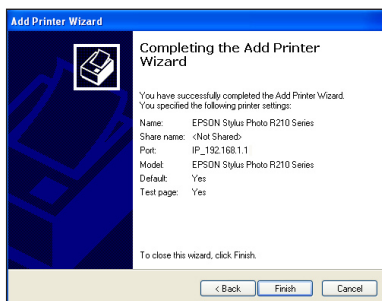 Add Printer Wizard
Completing the Add Printer
Wizard
You have successfully completed the Add Printer Wizard.
You specified the following printer settings:
Name: EPSON Stylus Photo R210 Series
Share name: <Not Shared>
Port: IP_192.168.1.1
Model: EPSON Stylus Photo R210 Series
Default: Yes
Test page: Yes
To close this wizard, click Finish.
< Back Finish Cancel